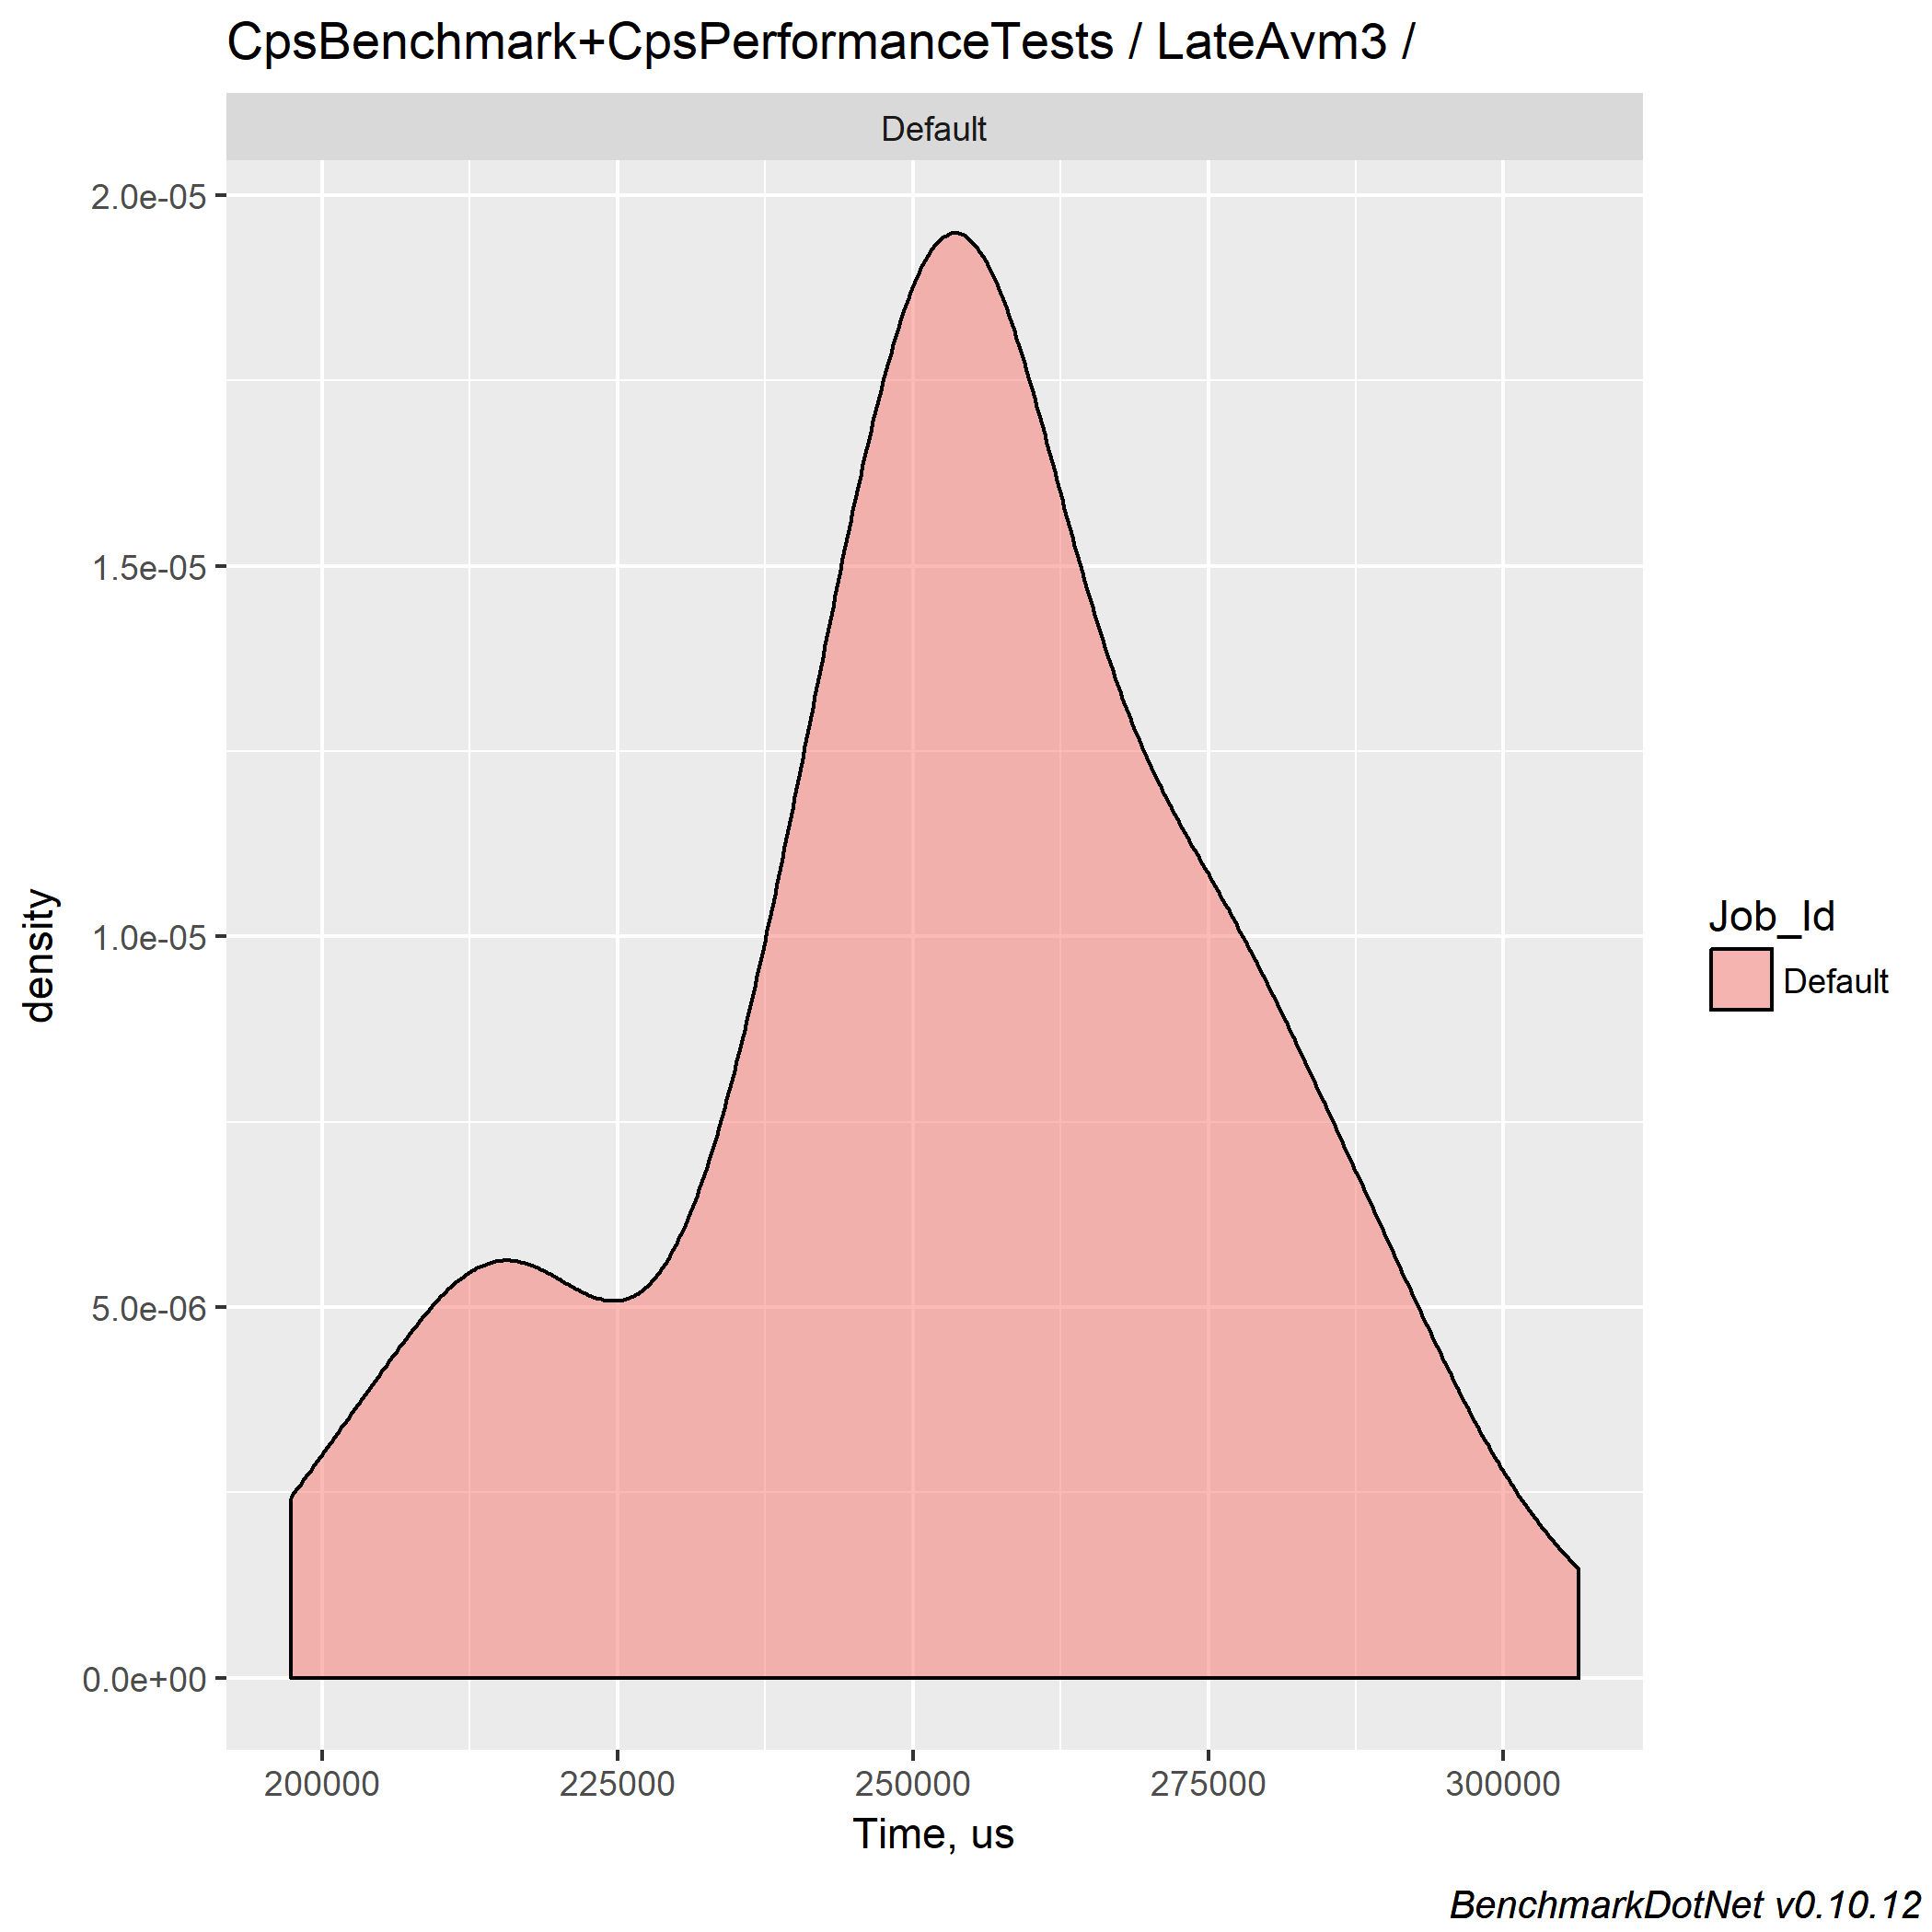 CpsBenchmark+CpsPerformanceTests / LateAvm3 /
Default
2.0e-05
1.5e-05
1.0e-05
5.0e-06
0.0e+00
density
200000 225000 250000 275000 300000
Time, us
Job_Id
Default
BenchmarkDotNet v0.10.12